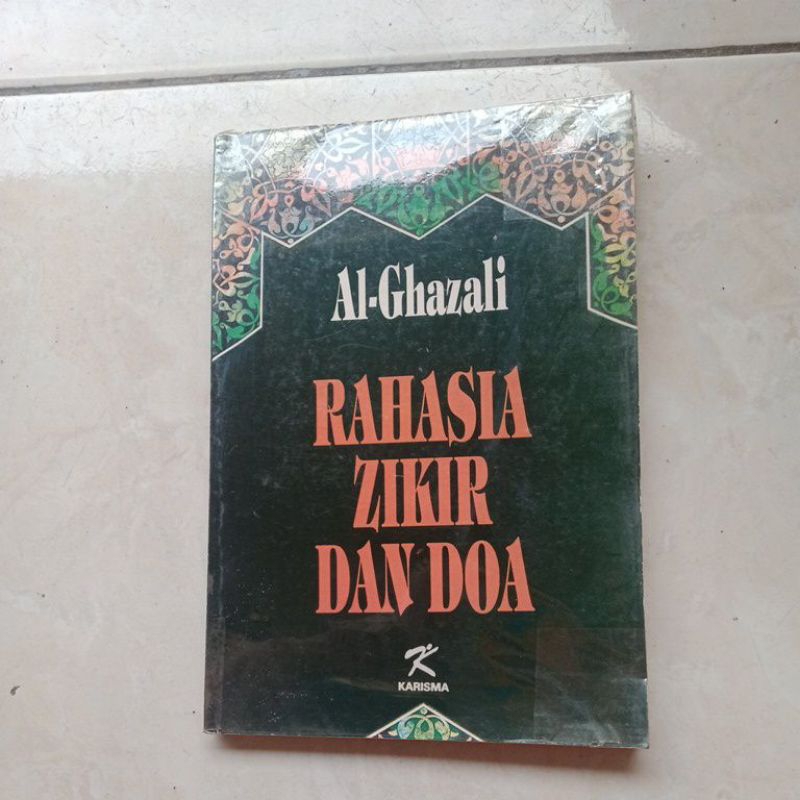 Al-Ghazali
RAHASIA
ZIKIR
DAN DOA
KARISMA